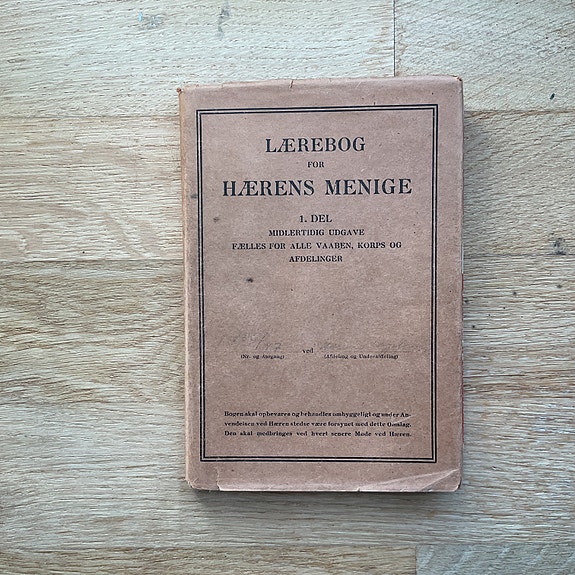 LÆREBOG
FOR
HÆRENS MENIGE
1. DEL
MIDLERTIDIG UDGAVE
FÆLLES FOR ALLE VAABEN, KORPS OG
AFDELINGER
ved
(Nr. og Aargang) (Afdeling og Underafdeling)
Bogen skal opbevares og behandles omhyggeligt og under An-
vendelsen ved Hæren stedse være forsynet med dette Omslag.
Den skal medbringes ved hvert senere Møde ved Hæren.